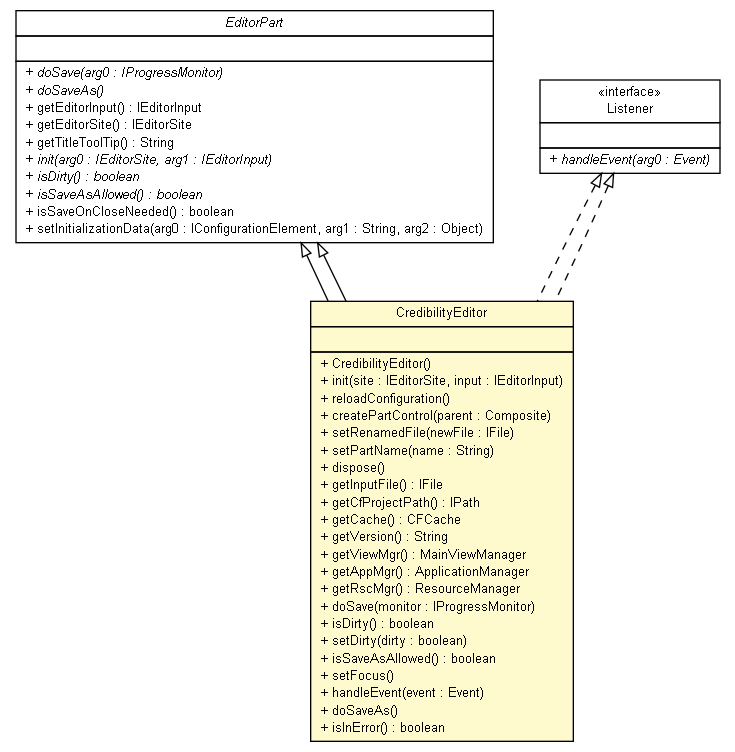 EditorPart
+ doSave(arg0 : IProgressMonitor)
+ doSaveAs()
+ getEditorInput() : IEditorInput
+ getEditorSite() : IEditorSite
+ getTitleToolTip() : String
+ init(arg0 : IEditorSite, arg1 : IEditorInput)
+ isDirty() : boolean
+ isSaveAsAllowed() : boolean
+ isSaveOnCloseNeeded() : boolean
+ setInitializationData(arg0 : IConfigurationElement, arg1 : String, arg2 : Object)
«interface»
Listener
+ handleEvent(arg0 : Event)
CredibilityEditor
+ CredibilityEditor()
+ init(site : IEditorSite, input : IEditorInput)
+ reloadConfiguration()
+ createPartControl(parent : Composite)
+ setRenamedFile(newFile : IFile)
+ setPartName(name : String)
+ dispose()
+ getInputFile() : IFile
+ getCfProjectPath() : IPath
+ getCache() : CFCache
+ getVersion() : String
+ getViewMgr() : MainViewManager
+ getAppMgr() : ApplicationManager
+ getRscMgr() : ResourceManager
+ doSave(monitor : IProgressMonitor)
+ isDirty() : boolean
+ setDirty(dirty : boolean)
+ isSaveAsAllowed() : boolean
+ setFocus()
+ handleEvent(event : Event)
+ doSaveAs()
+ isInError() : boolean